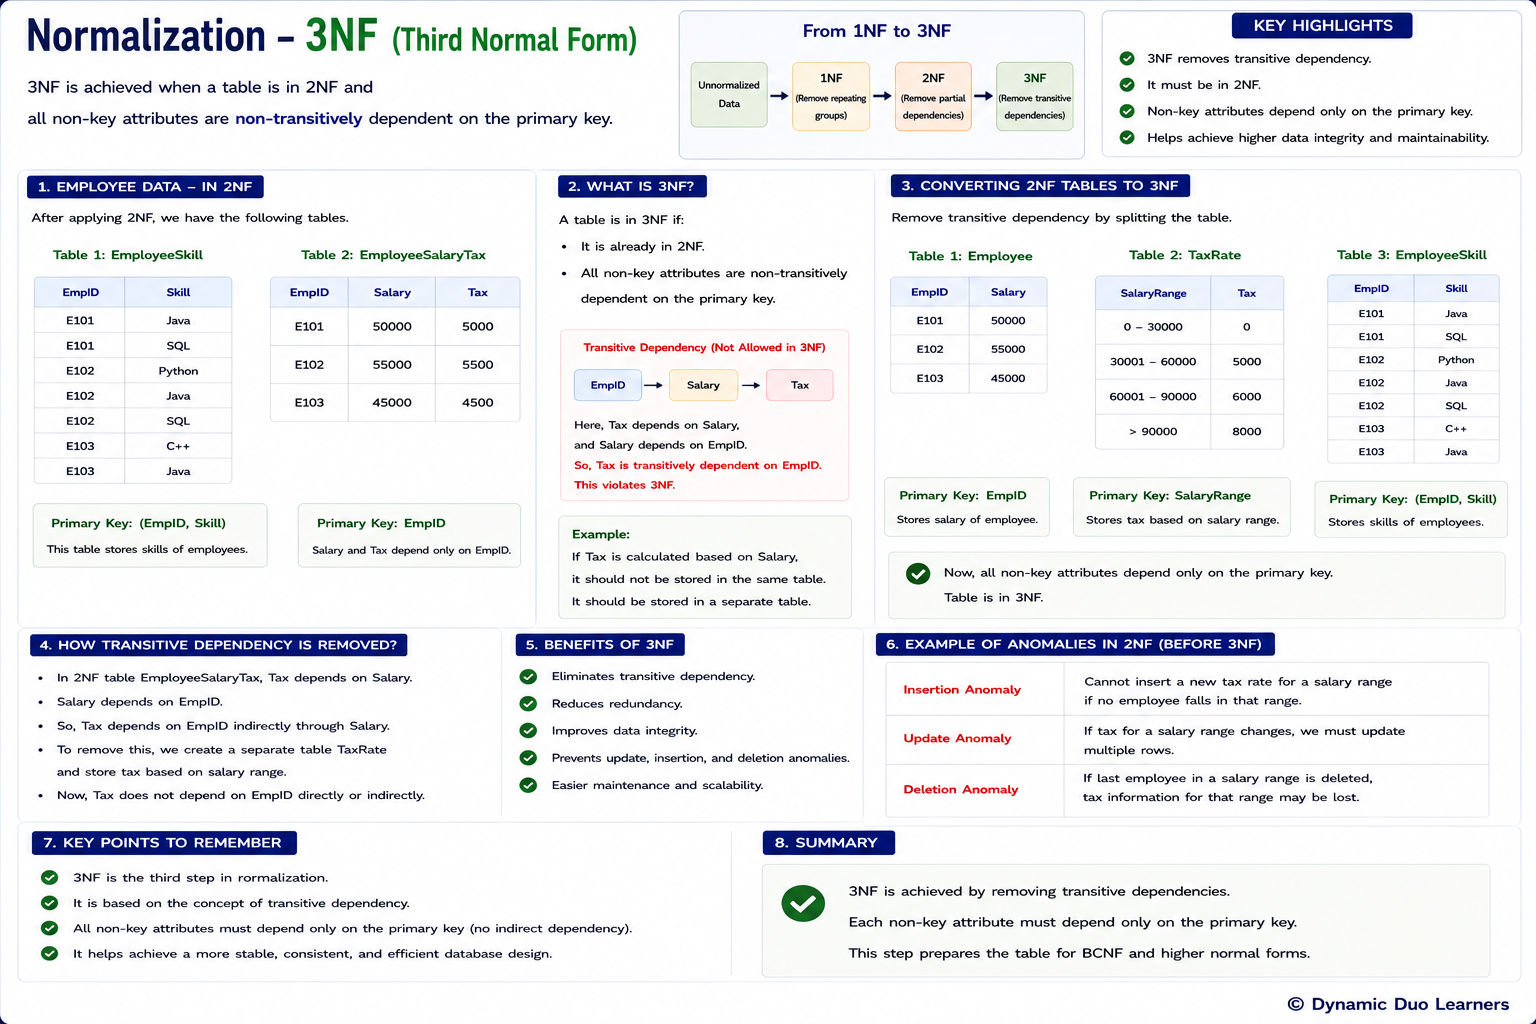 Normalization – 3NF (Third Normal Form)
3NF is achieved when a table is in 2NF and
all non-key attributes are non-transitively dependent on the primary key.
From 1NF to 3NF
Unnormalized
Data
1NF
(Remove repeating
groups)
2NF
(Remove partial
dependencies)
3NF
(Remove transitive
dependencies)
KEY HIGHLIGHTS
3NF removes transitive dependency.
It must be in 2NF.
Non-key attributes depend only on the primary key.
Helps achieve higher data integrity and maintainability.
1. EMPLOYEE DATA – IN 2NF
After applying 2NF, we have the following tables.
Table 1: EmployeeSkill
EmpID Skill
E101 Java
E101 SQL
E102 Python
E102 Java
E102 SQL
E103 C++
E103 Java
Primary Key: (EmpID, Skill)
This table stores skills of employees.
Table 2: EmployeeSalaryTax
EmpID Salary Tax
E101 50000 5000
E102 55000 5500
E103 45000 4500
Primary Key: EmpID
Salary and Tax depend only on EmpID.
2. WHAT IS 3NF?
A table is in 3NF if:
• It is already in 2NF.
• All non-key attributes are non-transitively
dependent on the primary key.
Transitive Dependency (Not Allowed in 3NF)
EmpID Salary Tax
Here, Tax depends on Salary,
and Salary depends on EmpID.
So, Tax is transitively dependent on EmpID.
This violates 3NF.
Example:
If Tax is calculated based on Salary,
it should not be stored in the same table.
It should be stored in a separate table.
3. CONVERTING 2NF TABLES TO 3NF
Remove transitive dependency by splitting the table.
Table 1: Employee
EmpID Salary
E101 50000
E102 55000
E103 45000
Primary Key: EmpID
Stores salary of employee.
Table 2: TaxRate
SalaryRange Tax
0 – 30000 0
30001 – 60000 5000
60001 – 90000 6000
> 90000 8000
Primary Key: SalaryRange
Stores tax based on salary range.
Table 3: EmployeeSkill
EmpID Skill
E101 Java
E101 SQL
E102 Python
E102 Java
E102 SQL
E103 C++
E103 Java
Primary Key: (EmpID, Skill)
Stores skills of employees.
Now, all non-key attributes depend only on the primary key.
Table is in 3NF.
4. HOW TRANSITIVE DEPENDENCY IS REMOVED?
• In 2NF table EmployeeSalaryTax, Tax depends on Salary.
• Salary depends on EmpID.
• So, Tax depends on EmpID indirectly through Salary.
• To remove this, we create a separate table TaxRate
and store tax based on salary range.
• Now, Tax does not depend on EmpID directly or indirectly.
5. BENEFITS OF 3NF
Eliminates transitive dependency.
Reduces redundancy.
Improves data integrity.
Prevents update, insertion, and deletion anomalies.
Easier maintenance and scalability.
6. EXAMPLE OF ANOMALIES IN 2NF (BEFORE 3NF)
Insertion Anomaly
Cannot insert a new tax rate for a salary range
if no employee falls in that range.
Update Anomaly
If tax for a salary range changes, we must update
multiple rows.
Deletion Anomaly
If last employee in a salary range is deleted,
tax information for that range may be lost.
7. KEY POINTS TO REMEMBER
3NF is the third step in rormalization.
It is based on the concept of transitive dependency.
All non-key attributes must depend only on the primary key (no indirect dependency).
It helps achieve a more stable, consistent, and efficient database design.
8. SUMMARY
3NF is achieved by removing transitive dependencies.
Each non-key attribute must depend only on the primary key.
This step prepares the table for BCNF and higher normal forms.
© Dynamic Duo Learners